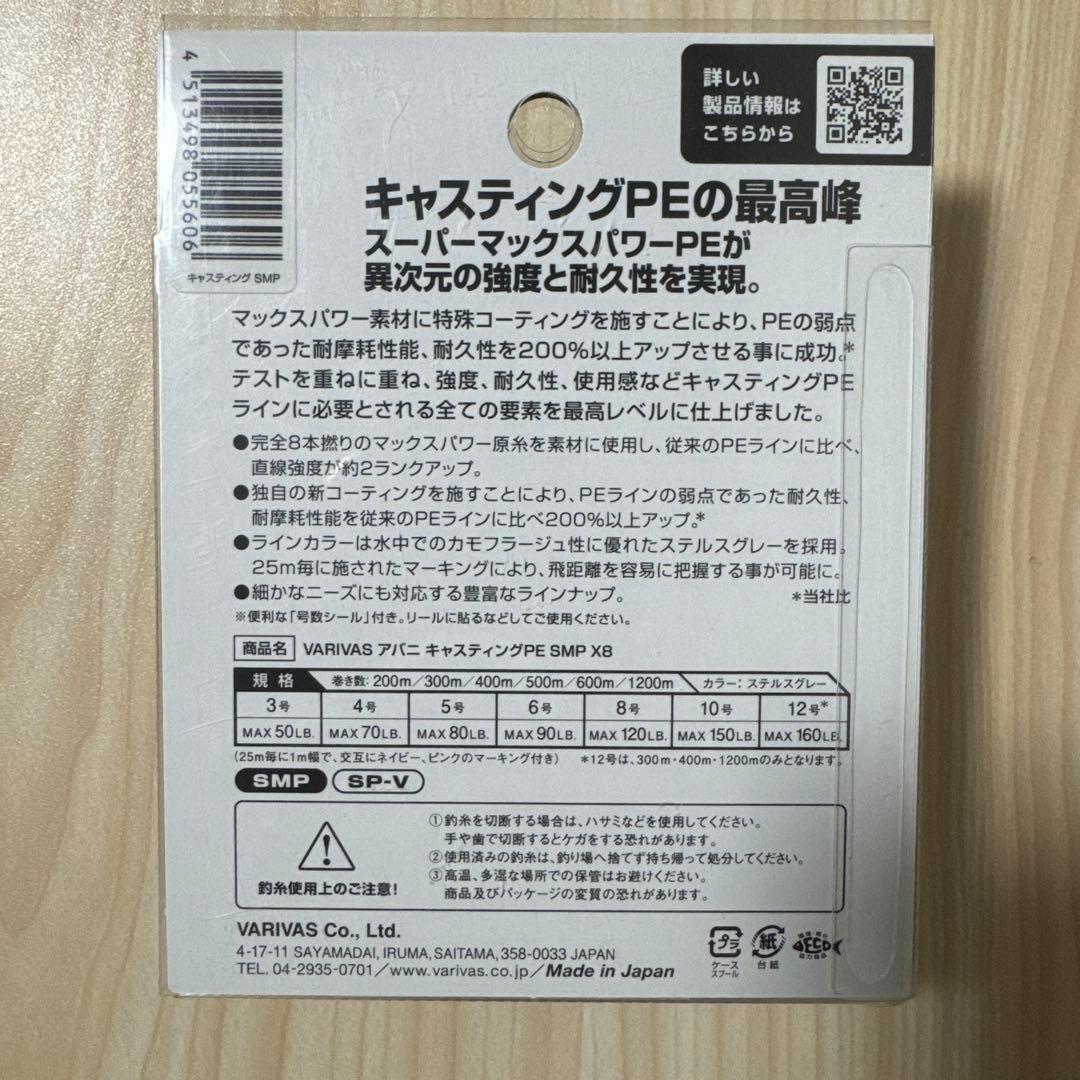 4 513498 055606
キャスティング SMP
詳しい
製品情報は
こちらから
キャスティングPEの最高峰
スーパーマックスパワーPEが
異次元の強度と耐久性を実現。
マックスパワー素材に特殊コーティングを施すことにより、PEの弱点
であった耐摩耗性能、耐久性を200%以上アップさせる事に成功。*
テストを重ねに重ね、強度、耐久性、使用感などキャスティングPE
ラインに必要とされる全ての要素を最高レベルに仕上げました。
●完全8本撚りのマックスパワー原糸を素材に使用し、従来のPEラインに比べ、
直線強度が約2ランクアップ。
●独自の新コーティングを施すことにより、PEラインの弱点であった耐久性、
耐摩耗性能を従来のPEラインに比べ200%以上アップ。*
●ラインカラーは水中でのカモフラージュ性に優れたステルスグレーを採用。
25m毎に施されたマーキングにより、飛距離を容易に把握する事が可能に。
●細かなニーズにも対応する豊富なラインナップ。 *当社比
※便利な「号数シール」付き。リールに貼るなどしてご使用ください。
商品名 VARIVAS アバニ キャスティングPE SMP X8
規格 巻き数:200m/300m/400m/500m/600m/1200m カラー:ステルスグレー
3号 4号 5号 6号 8号 10号 12号*
MAX 50LB. MAX 70LB. MAX 80LB. MAX 90LB. MAX 120LB. MAX 150LB. MAX 160LB.
(25m毎に1m幅で、交互にネイビー、ピンクのマーキング付き) *12号は、300m・400m・1200mのみとなります。
SMP SP-V
釣糸使用上のご注意!
①釣糸を切断する場合は、ハサミなどを使用してください。
手や歯で切断するとケガをする恐れがあります。
②使用済みの釣糸は、釣り場へ捨てず持ち帰って処分してください。
③高温、多湿な場所での保管はお避けください。
商品及びパッケージの変質の恐れがあります。
VARIVAS Co., Ltd.
4-17-11 SAYAMADAI, IRUMA, SAITAMA, 358-0033 JAPAN
TEL. 04-2935-0701/www.varivas.co.jp/Made in Japan
プラ
ケース
スプール
紙
台紙
ECO